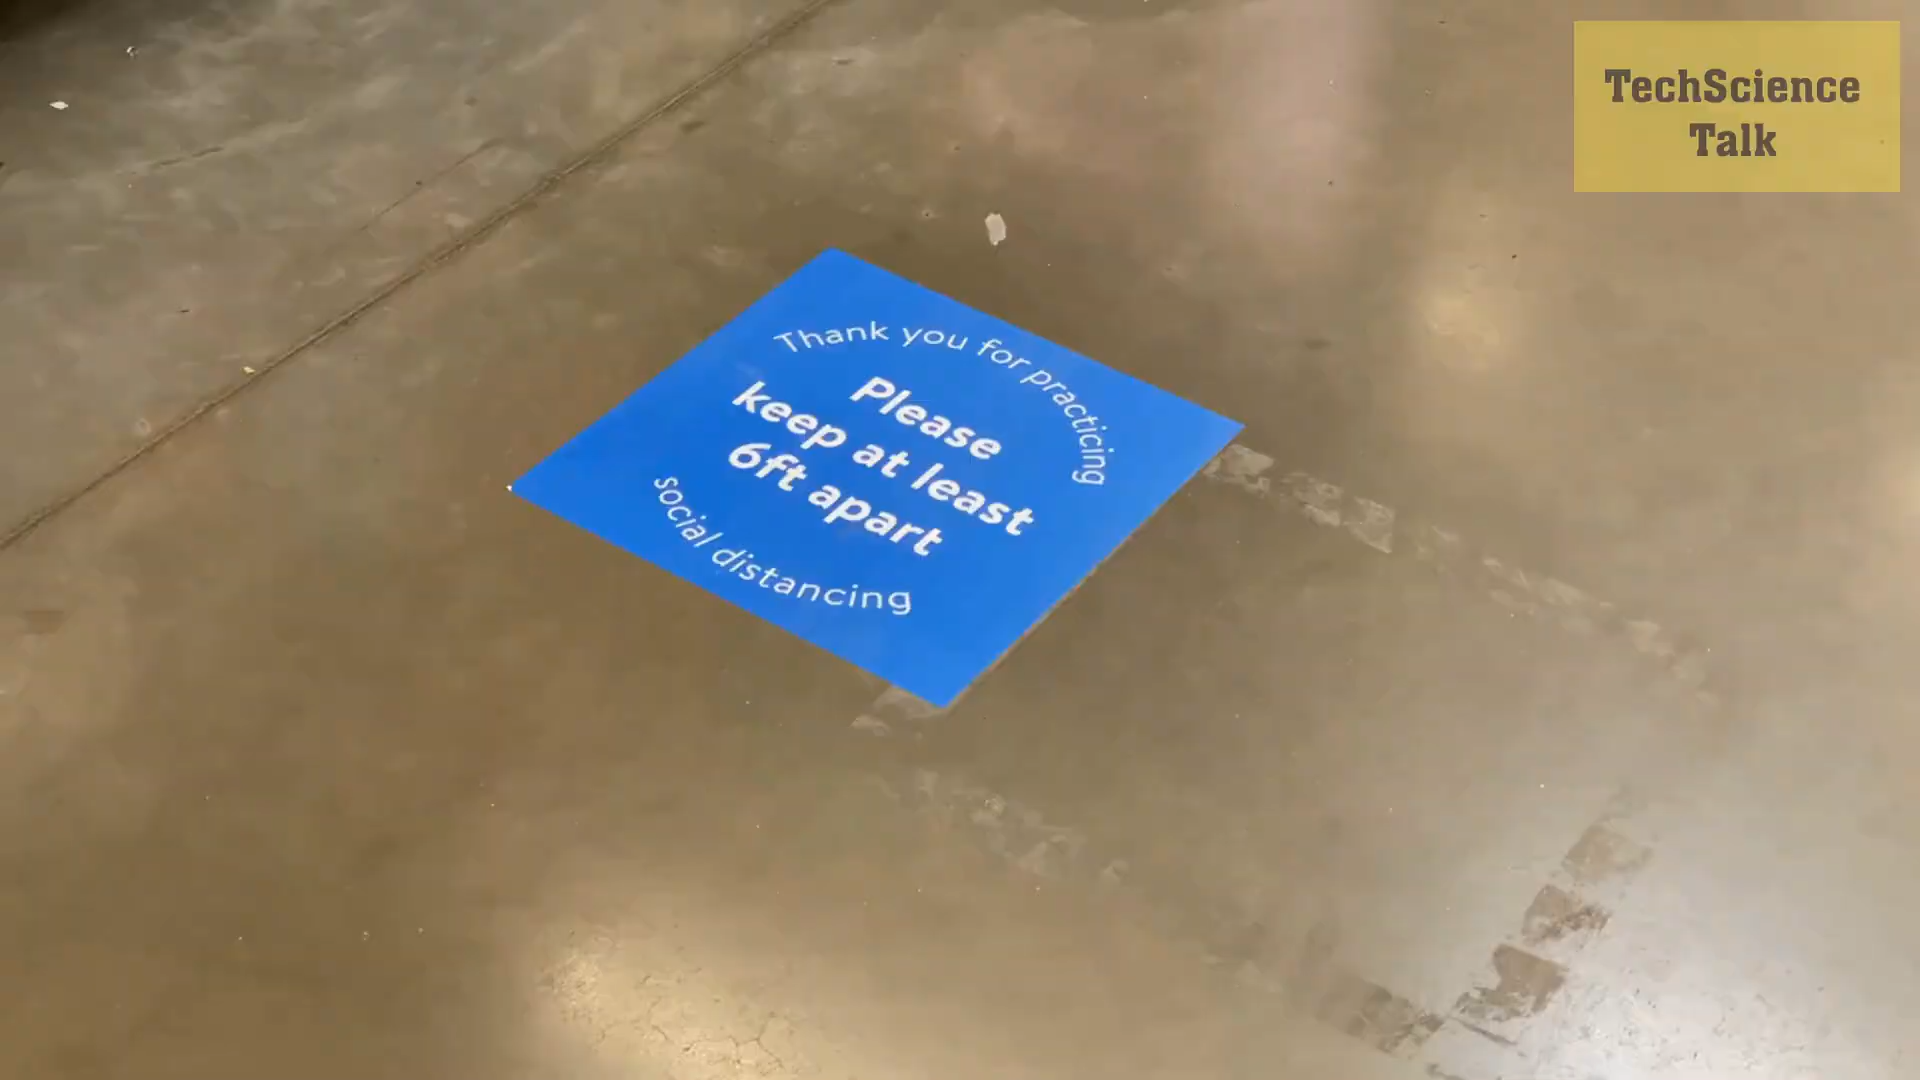 Thank you for practicing
Please
keep at least
6ft apart
social distancing
TechScience
Talk